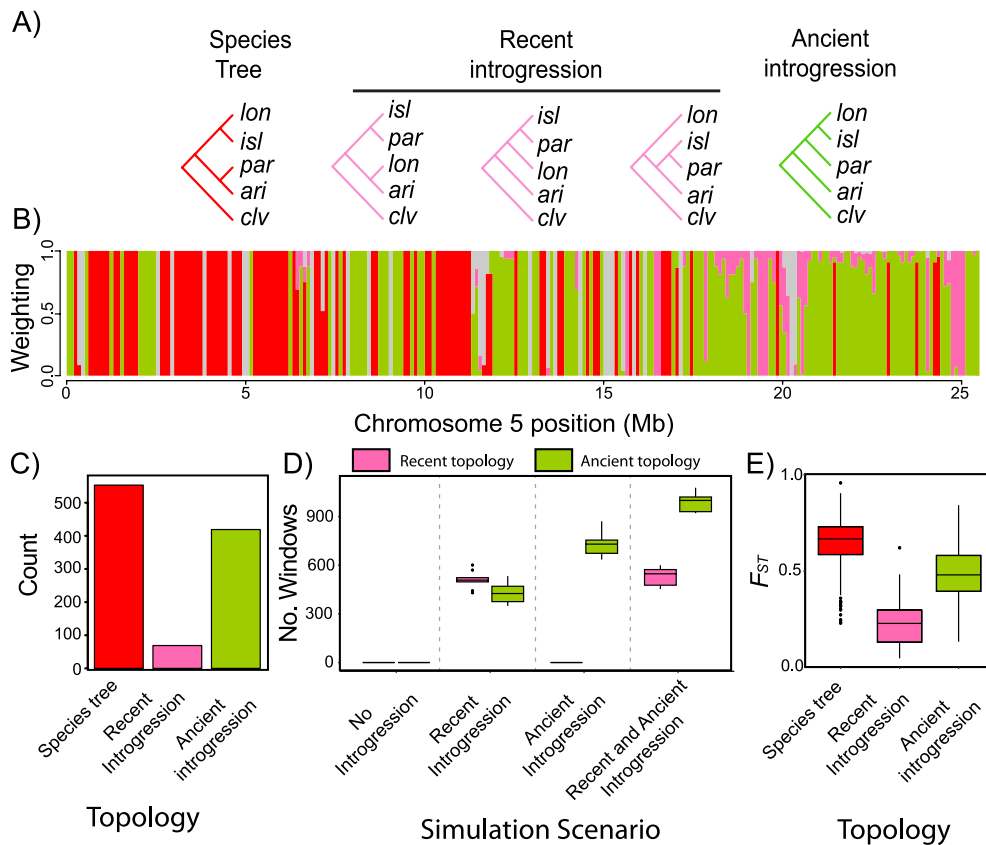 A)
Species
Tree
Recent
introgression
Ancient
introgression
lon
isl
par
ari
clv
isl
par
lon
ari
clv
isl
par
lon
ari
clv
lon
isl
par
ari
clv
lon
isl
par
ari
clv
B)
Weighting
1.0
0.5
0.0
0
5
10
15
20
25
Chromosome 5 position (Mb)
C)
Count
500
400
300
200
100
0
Species tree
Recent
Introgression
Ancient
introgression
Topology
D)
Recent topology
Ancient topology
No. Windows
900
600
300
0
No
Introgression
Recent
Introgression
Ancient
Introgression
Recent and Ancient
Introgression
Simulation Scenario
E)
FST
1.0
0.5
0.0
Species tree
Recent
Introgression
Ancient
introgression
Topology